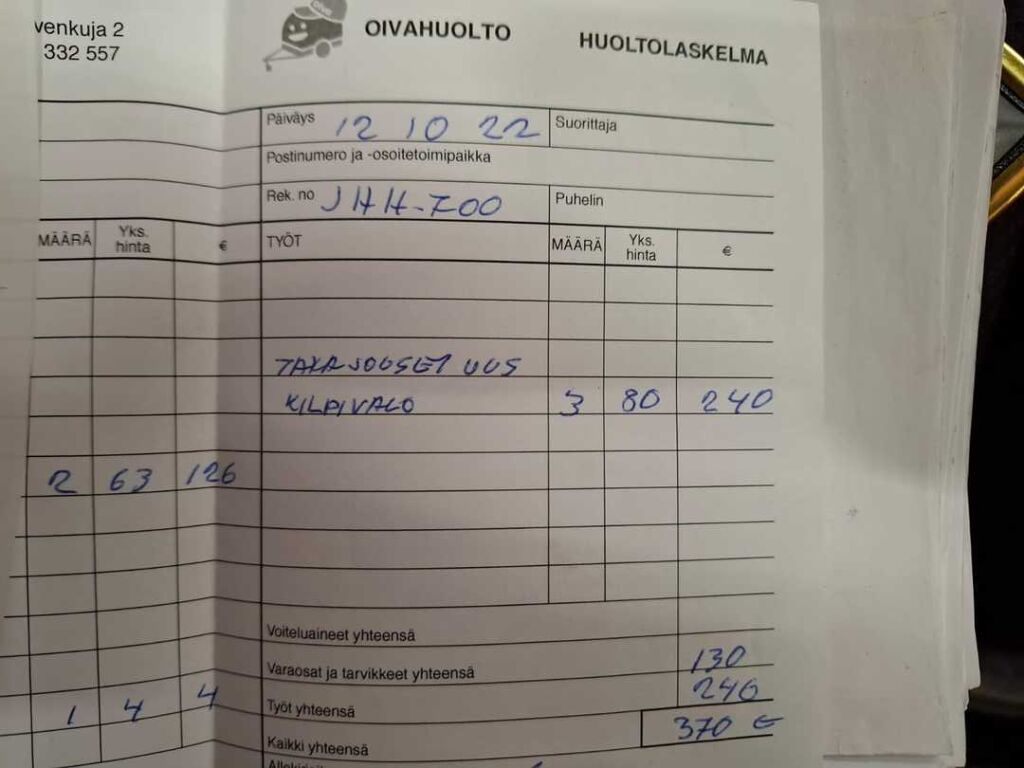 venkuja 2
332 557
OIVAHUOLTO
HUOLTOLASKELMA
Päiväys 12 10 22 Suorittaja
Postinumero ja -osoitetoimipaikka
Rek. no JHH-700 Puhelin
MÄÄRÄ Yks. hinta € TYÖT MÄÄRÄ Yks. hinta €
TAKAJOUSET UUS
KILPIVALO 3 80 240
2 63 126
Voiteluaineet yhteensä
Varaosat ja tarvikkeet yhteensä 130
Työt yhteensä 240
1 4 4
Kaikki yhteensä 370 €